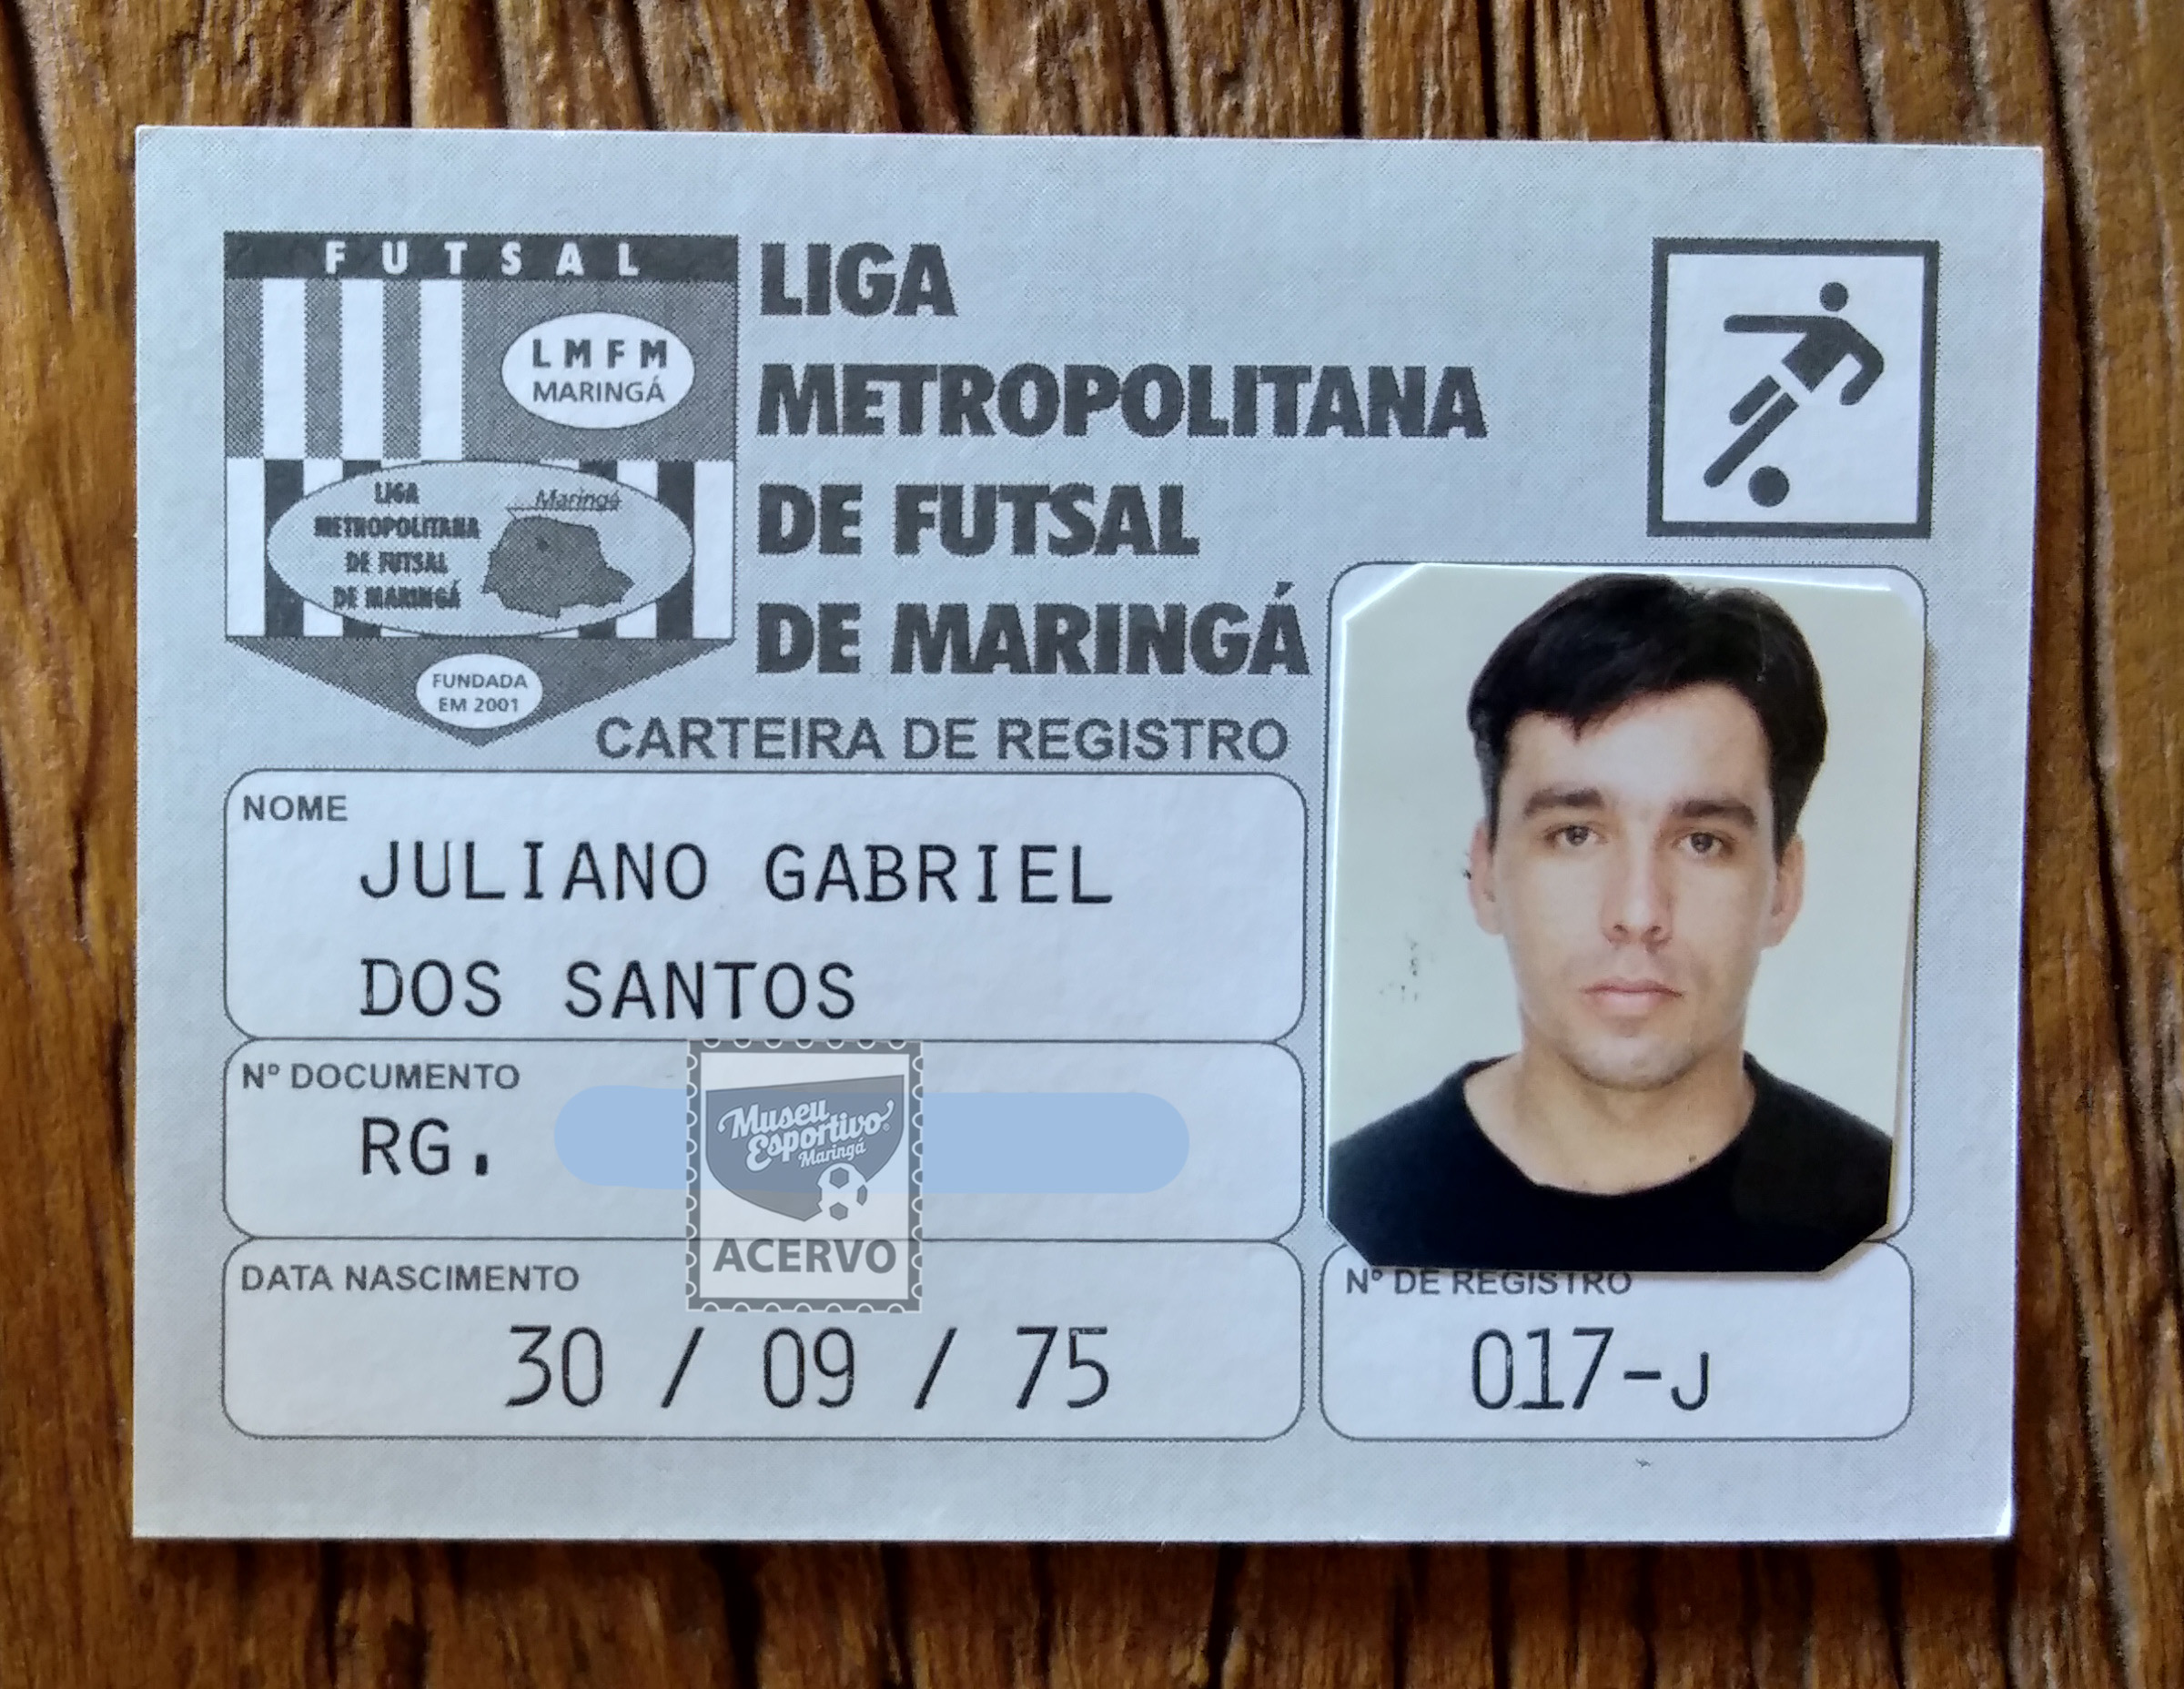 FUTSAL
LMFM
MARINGÁ
LIGA
METROPOLITANA
DE FUTSAL
DE MARINGÁ
Maringá
FUNDADA
EM 2001
LIGA
METROPOLITANA
DE FUTSAL
DE MARINGÁ
CARTEIRA DE REGISTRO
NOME
JULIANO GABRIEL
DOS SANTOS
Nº DOCUMENTO
RG.
Museu
Esportivo
Maringá
ACERVO
DATA NASCIMENTO
30 / 09 / 75
Nº DE REGISTRO
017-J